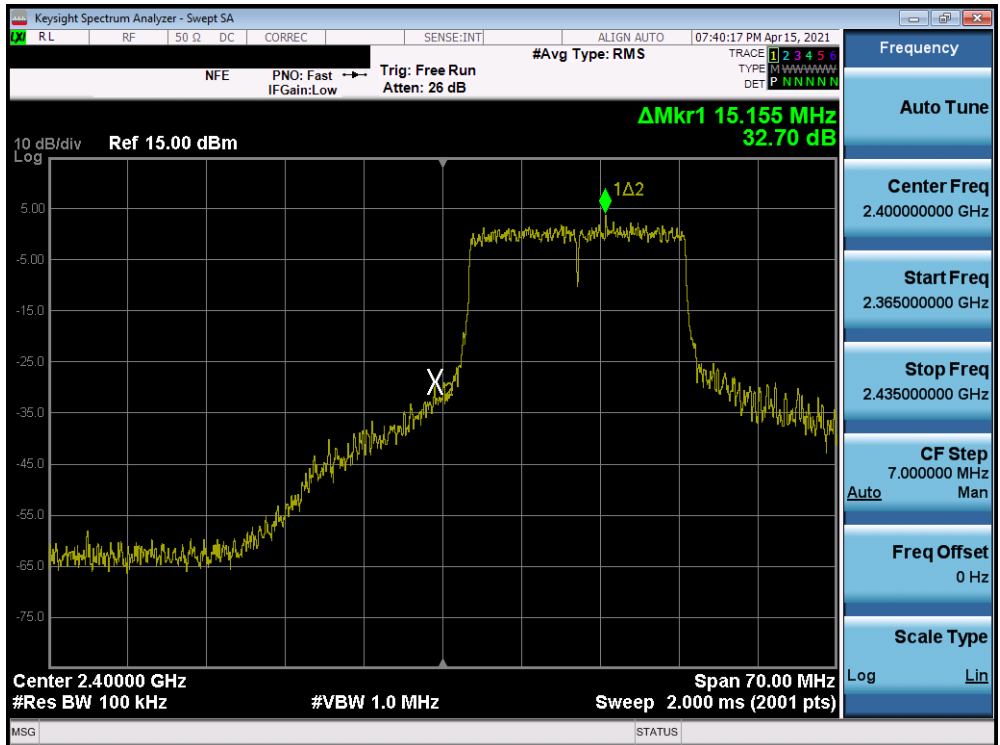 Keysight Spectrum Analyzer - Swept SA
LXI RL RF 50 Ω DC CORREC SENSE:INT ALIGN AUTO 07:40:17 PM Apr 15, 2021
NFE PNO: Fast Trig: Free Run #Avg Type: RMS TRACE 1 2 3 4 5 6
IFGain:Low Atten: 26 dB TYPE MWWWWW
DET P N N N N N
ΔMkr1 15.155 MHz
32.70 dB
10 dB/div Ref 15.00 dBm
Log
1Δ2
5.00
-5.00
-15.0
-25.0
X
-35.0
-45.0
-55.0
-65.0
-75.0
Center 2.40000 GHz Span 70.00 MHz
#Res BW 100 kHz #VBW 1.0 MHz Sweep 2.000 ms (2001 pts)
MSG STATUS
Frequency
Auto Tune
Center Freq
2.400000000 GHz
Start Freq
2.365000000 GHz
Stop Freq
2.435000000 GHz
CF Step
7.000000 MHz
Auto Man
Freq Offset
0 Hz
Scale Type
Log Lin